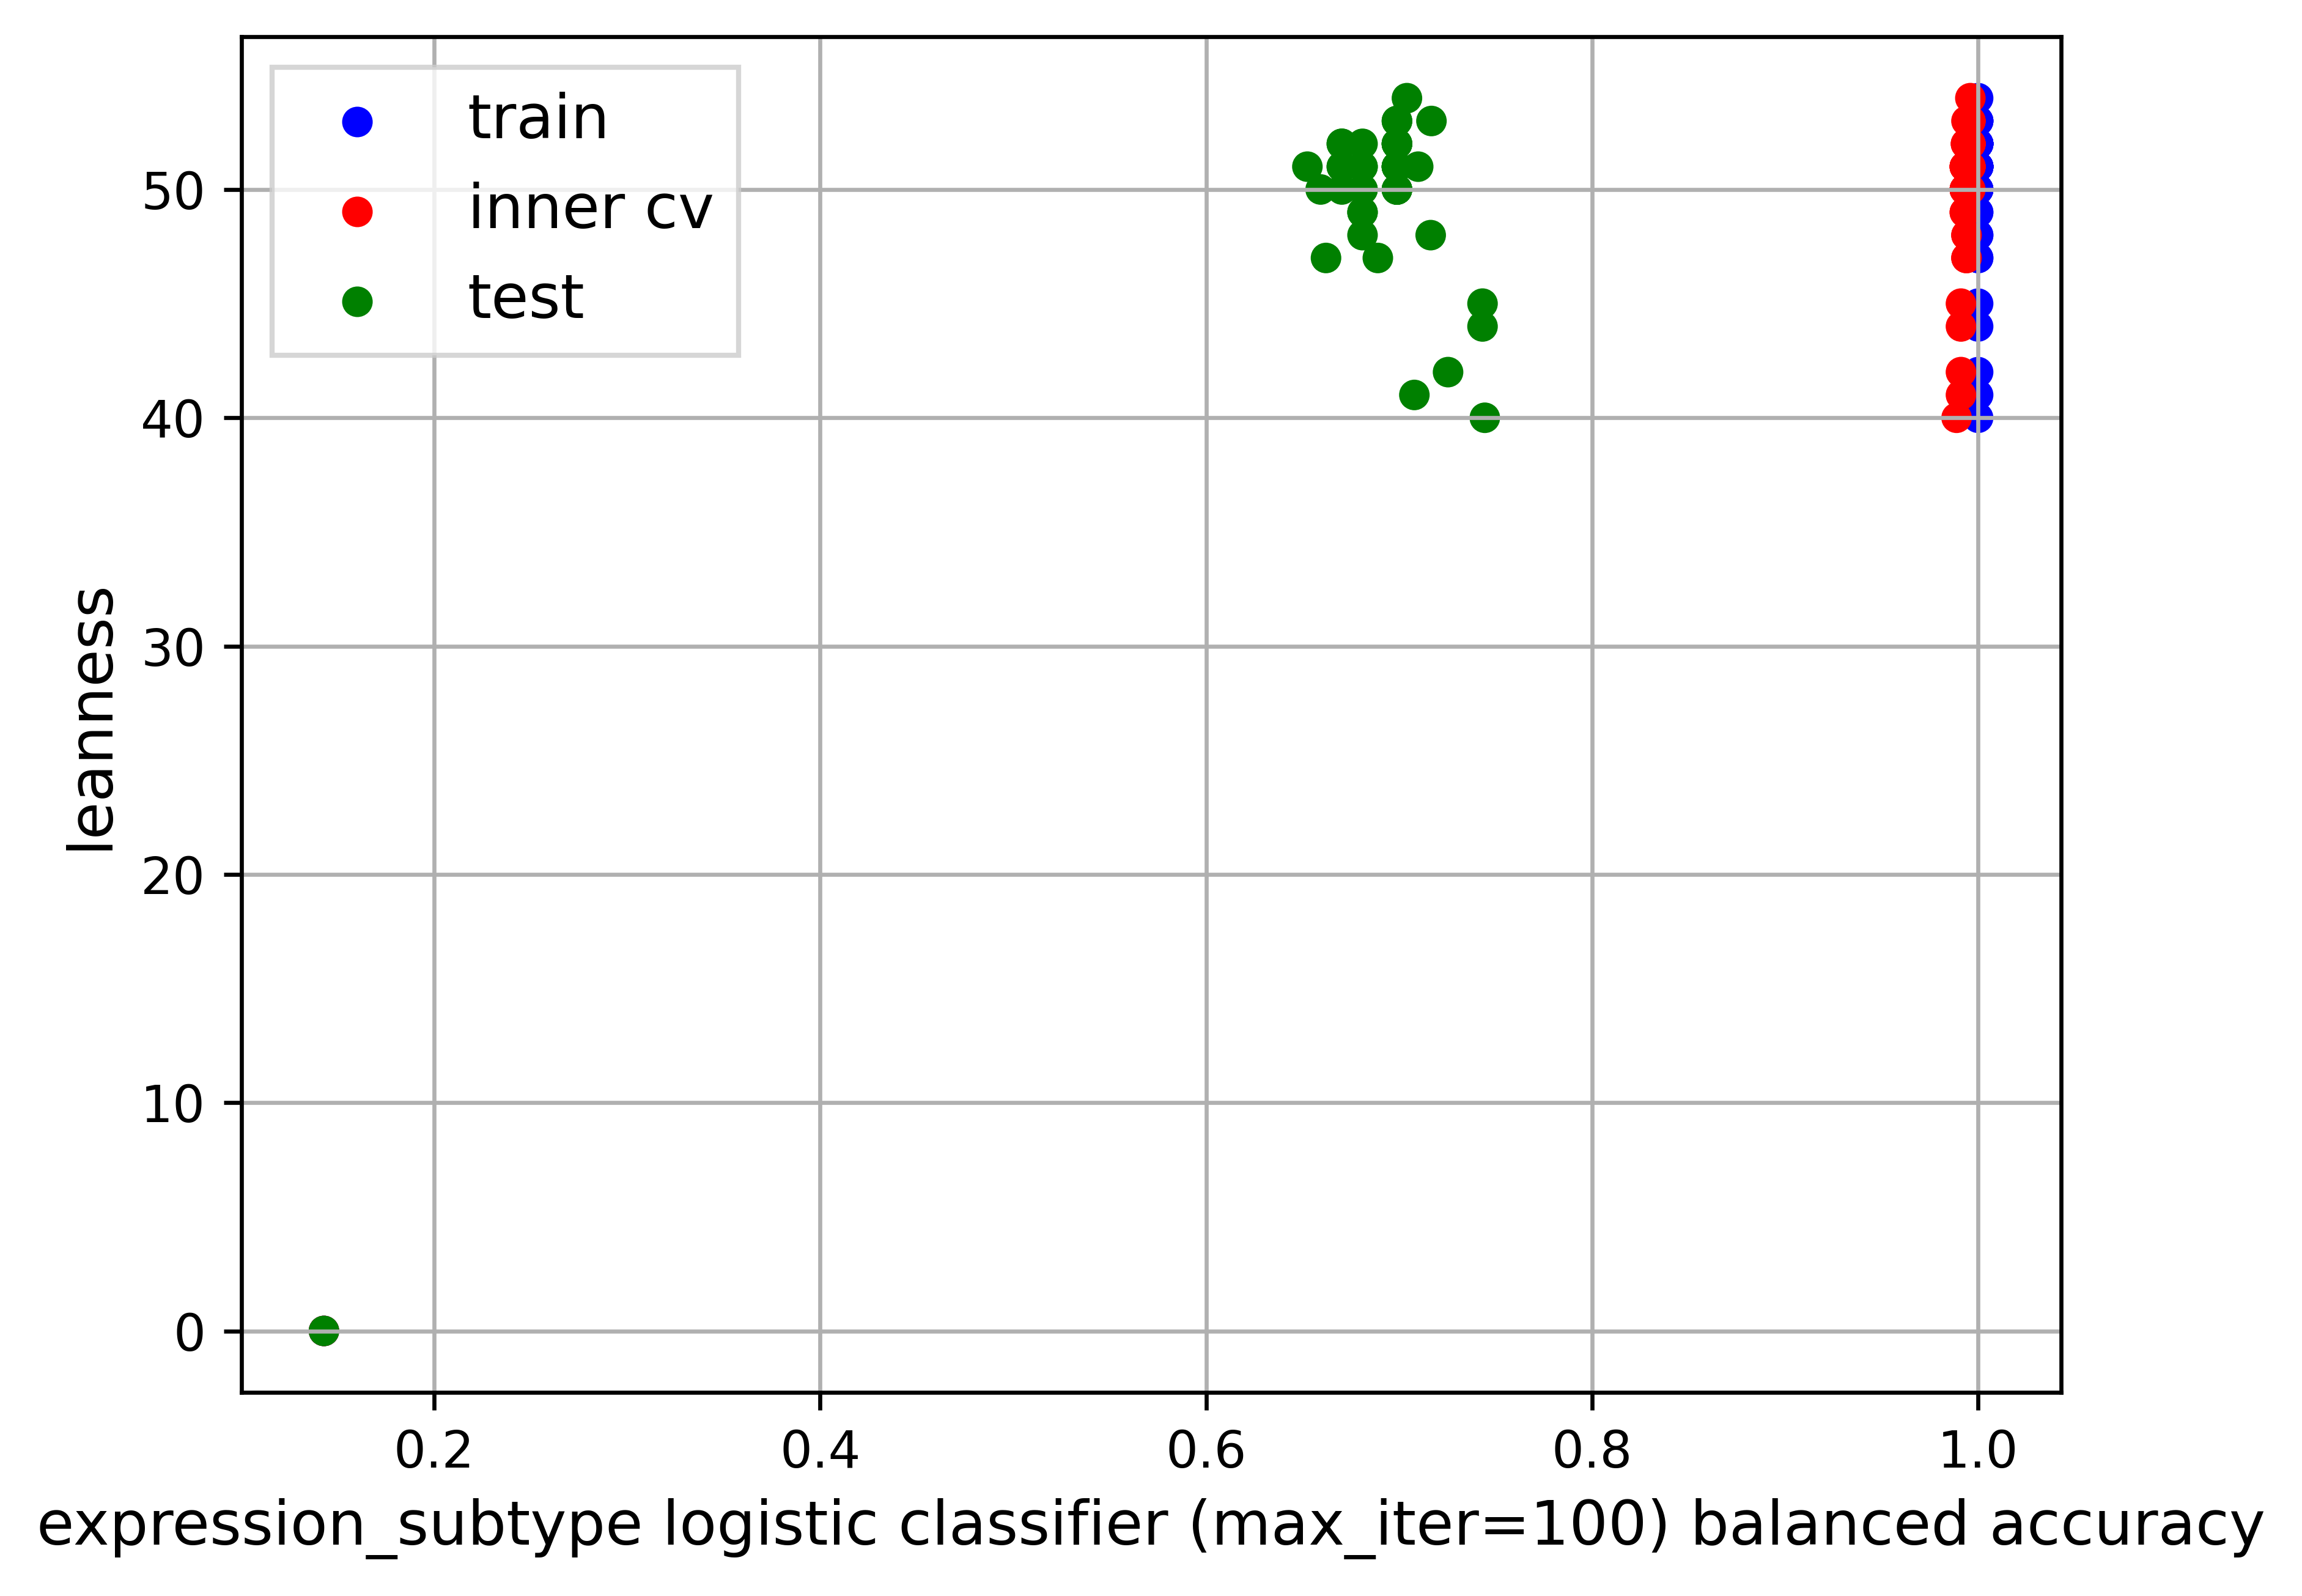 train
inner cv
test
leanness
50
40
30
20
10
0
0.2 0.4 0.6 0.8 1.0
expression_subtype logistic classifier (max_iter=100) balanced accuracy